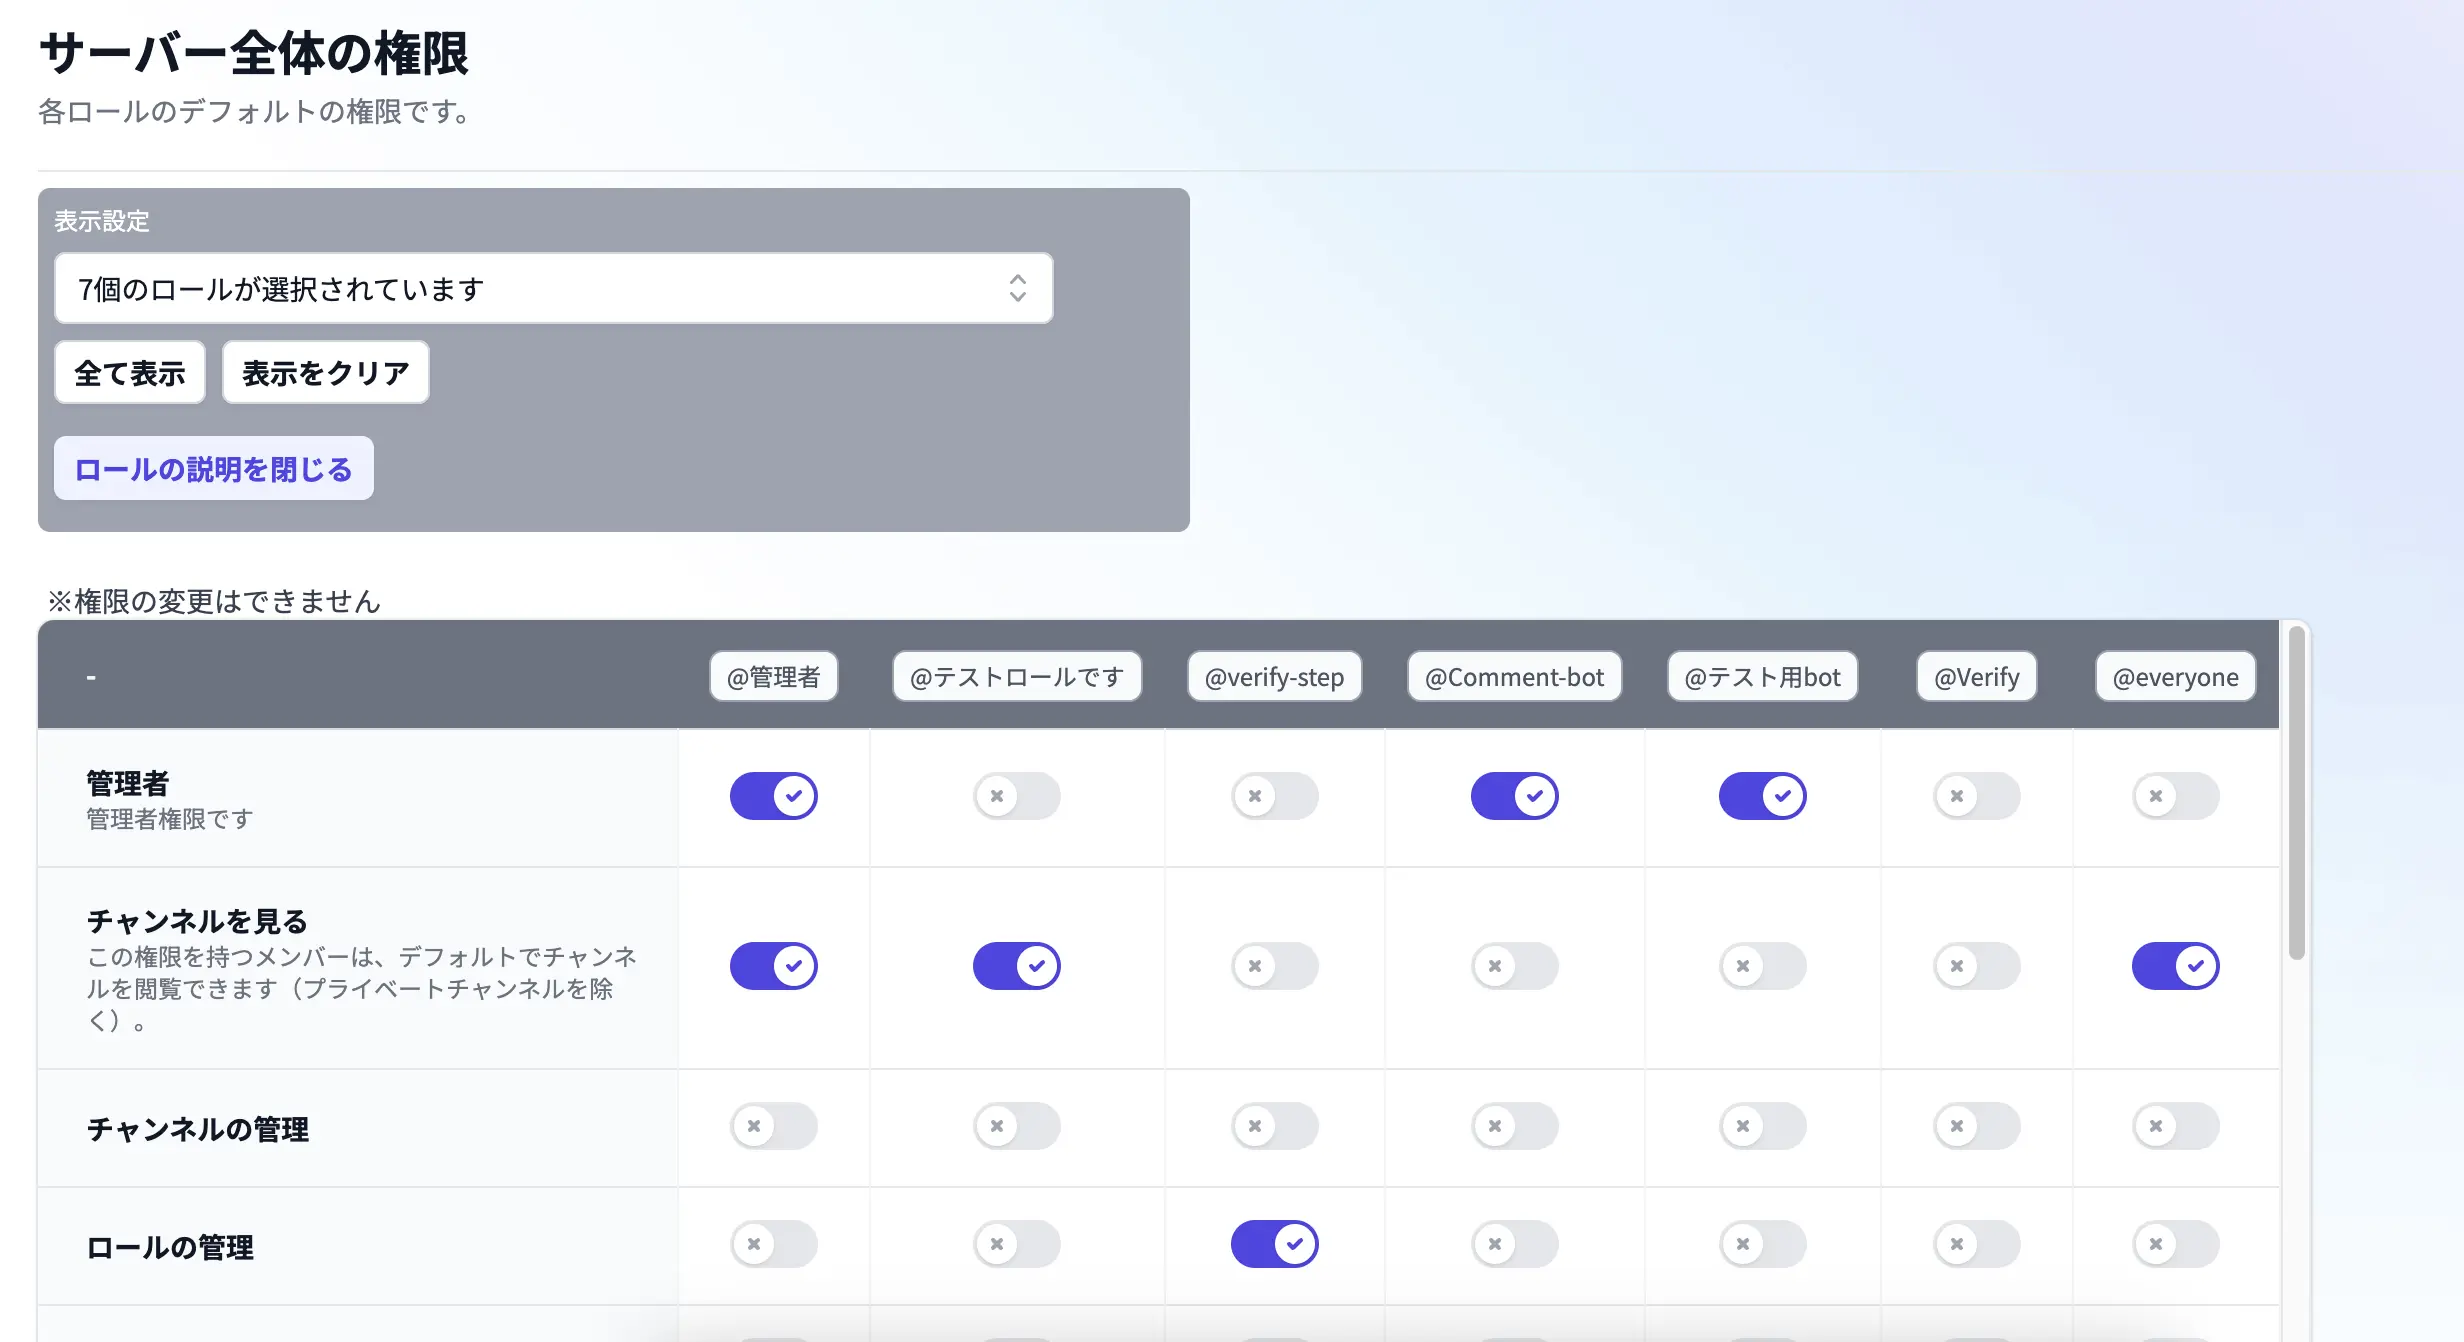 サーバー全体の権限
各ロールのデフォルトの権限です。
表示設定
7個のロールが選択されています
全て表示
表示をクリア
ロールの説明を閉じる
※権限の変更はできません
-
@管理者
@テストロールです
@verify-step
@Comment-bot
@テスト用bot
@Verify
@everyone
管理者
管理者権限です
チャンネルを見る
この権限を持つメンバーは、デフォルトでチャンネ
ルを閲覧できます（プライベートチャンネルを除
く）。
チャンネルの管理
ロールの管理